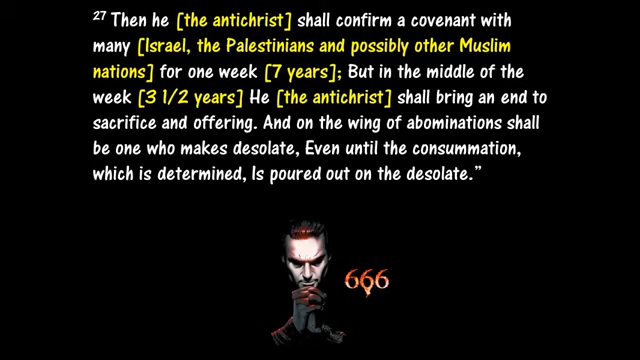 27 Then he [the antichrist] shall confirm a covenant with
many [Israel, the Palestinians and possibly other Muslim
nations] for one week [7 years]; But in the middle of the
week [3 1/2 years] He [the antichrist] shall bring an end to
sacrifice and offering. And on the wing of abominations shall
be one who makes desolate, Even until the consummation,
which is determined, Is poured out on the desolate.”
666